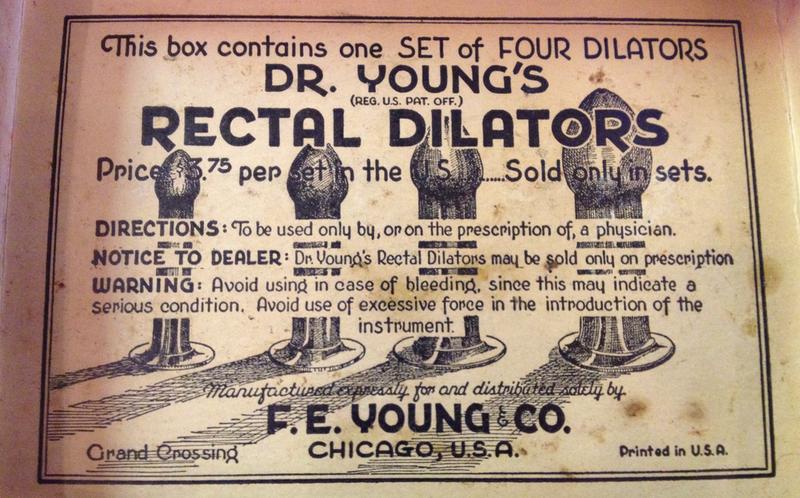 This box contains one SET of FOUR DILATORS
DR. YOUNG'S
(REG. U.S. PAT. OFF.)
RECTAL DILATORS
Price $3.75 per set in the U.S. ......Sold only in sets.
DIRECTIONS: To be used only by, or on the prescription of, a physician.
NOTICE TO DEALER: Dr. Young's Rectal Dilators may be sold only on prescription
WARNING: Avoid using in case of bleeding, since this may indicate a
serious condition. Avoid use of excessive force in the introduction of the
instrument.
Manufactured expressly for and distributed solely by
F. E. YOUNG & CO.
Grand Crossing CHICAGO, U.S.A. Printed in U.S.A.